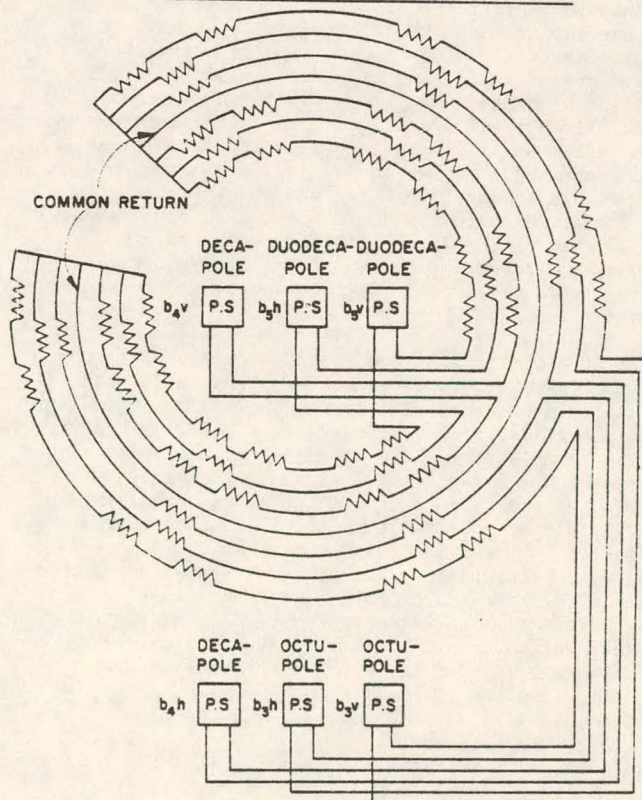 COMMON RETURN
DECA- DUODECA-DUODECA-
POLE POLE POLE
b₄v P.S b₅h P.S b₅v P.S
DECA- OCTU- OCTU-
POLE POLE POLE
b₄h P.S b₃h P.S b₃v P.S